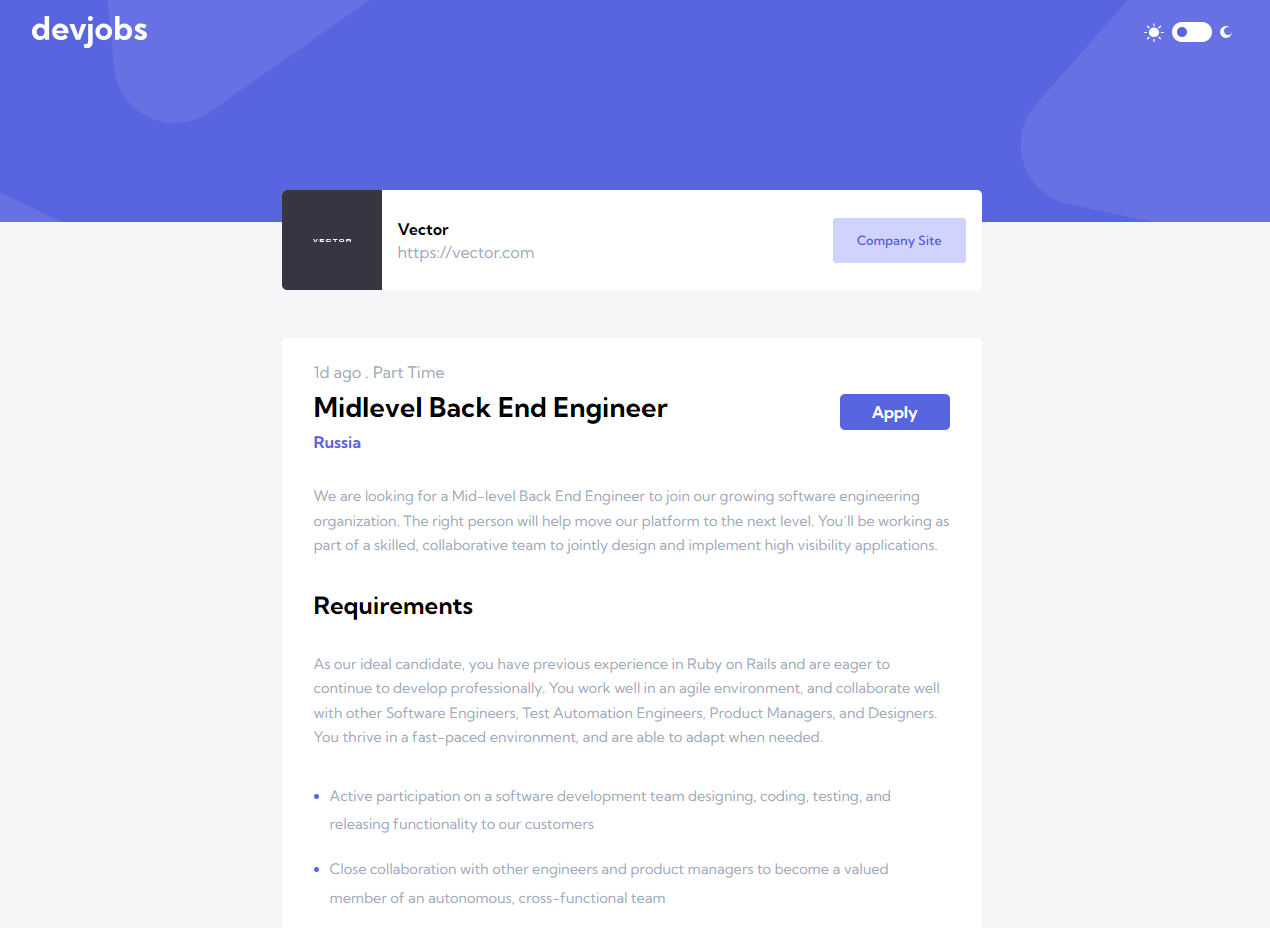 devjobs
VECTOR
Vector
https://vector.com
Company Site
1d ago . Part Time
Midlevel Back End Engineer
Apply
Russia
We are looking for a Mid-level Back End Engineer to join our growing software engineering
organization. The right person will help move our platform to the next level. You’ll be working as
part of a skilled, collaborative team to jointly design and implement high visibility applications.
Requirements
As our ideal candidate, you have previous experience in Ruby on Rails and are eager to
continue to develop professionally. You work well in an agile environment, and collaborate well
with other Software Engineers, Test Automation Engineers, Product Managers, and Designers.
You thrive in a fast-paced environment, and are able to adapt when needed.
• Active participation on a software development team designing, coding, testing, and
releasing functionality to our customers
• Close collaboration with other engineers and product managers to become a valued
member of an autonomous, cross-functional team